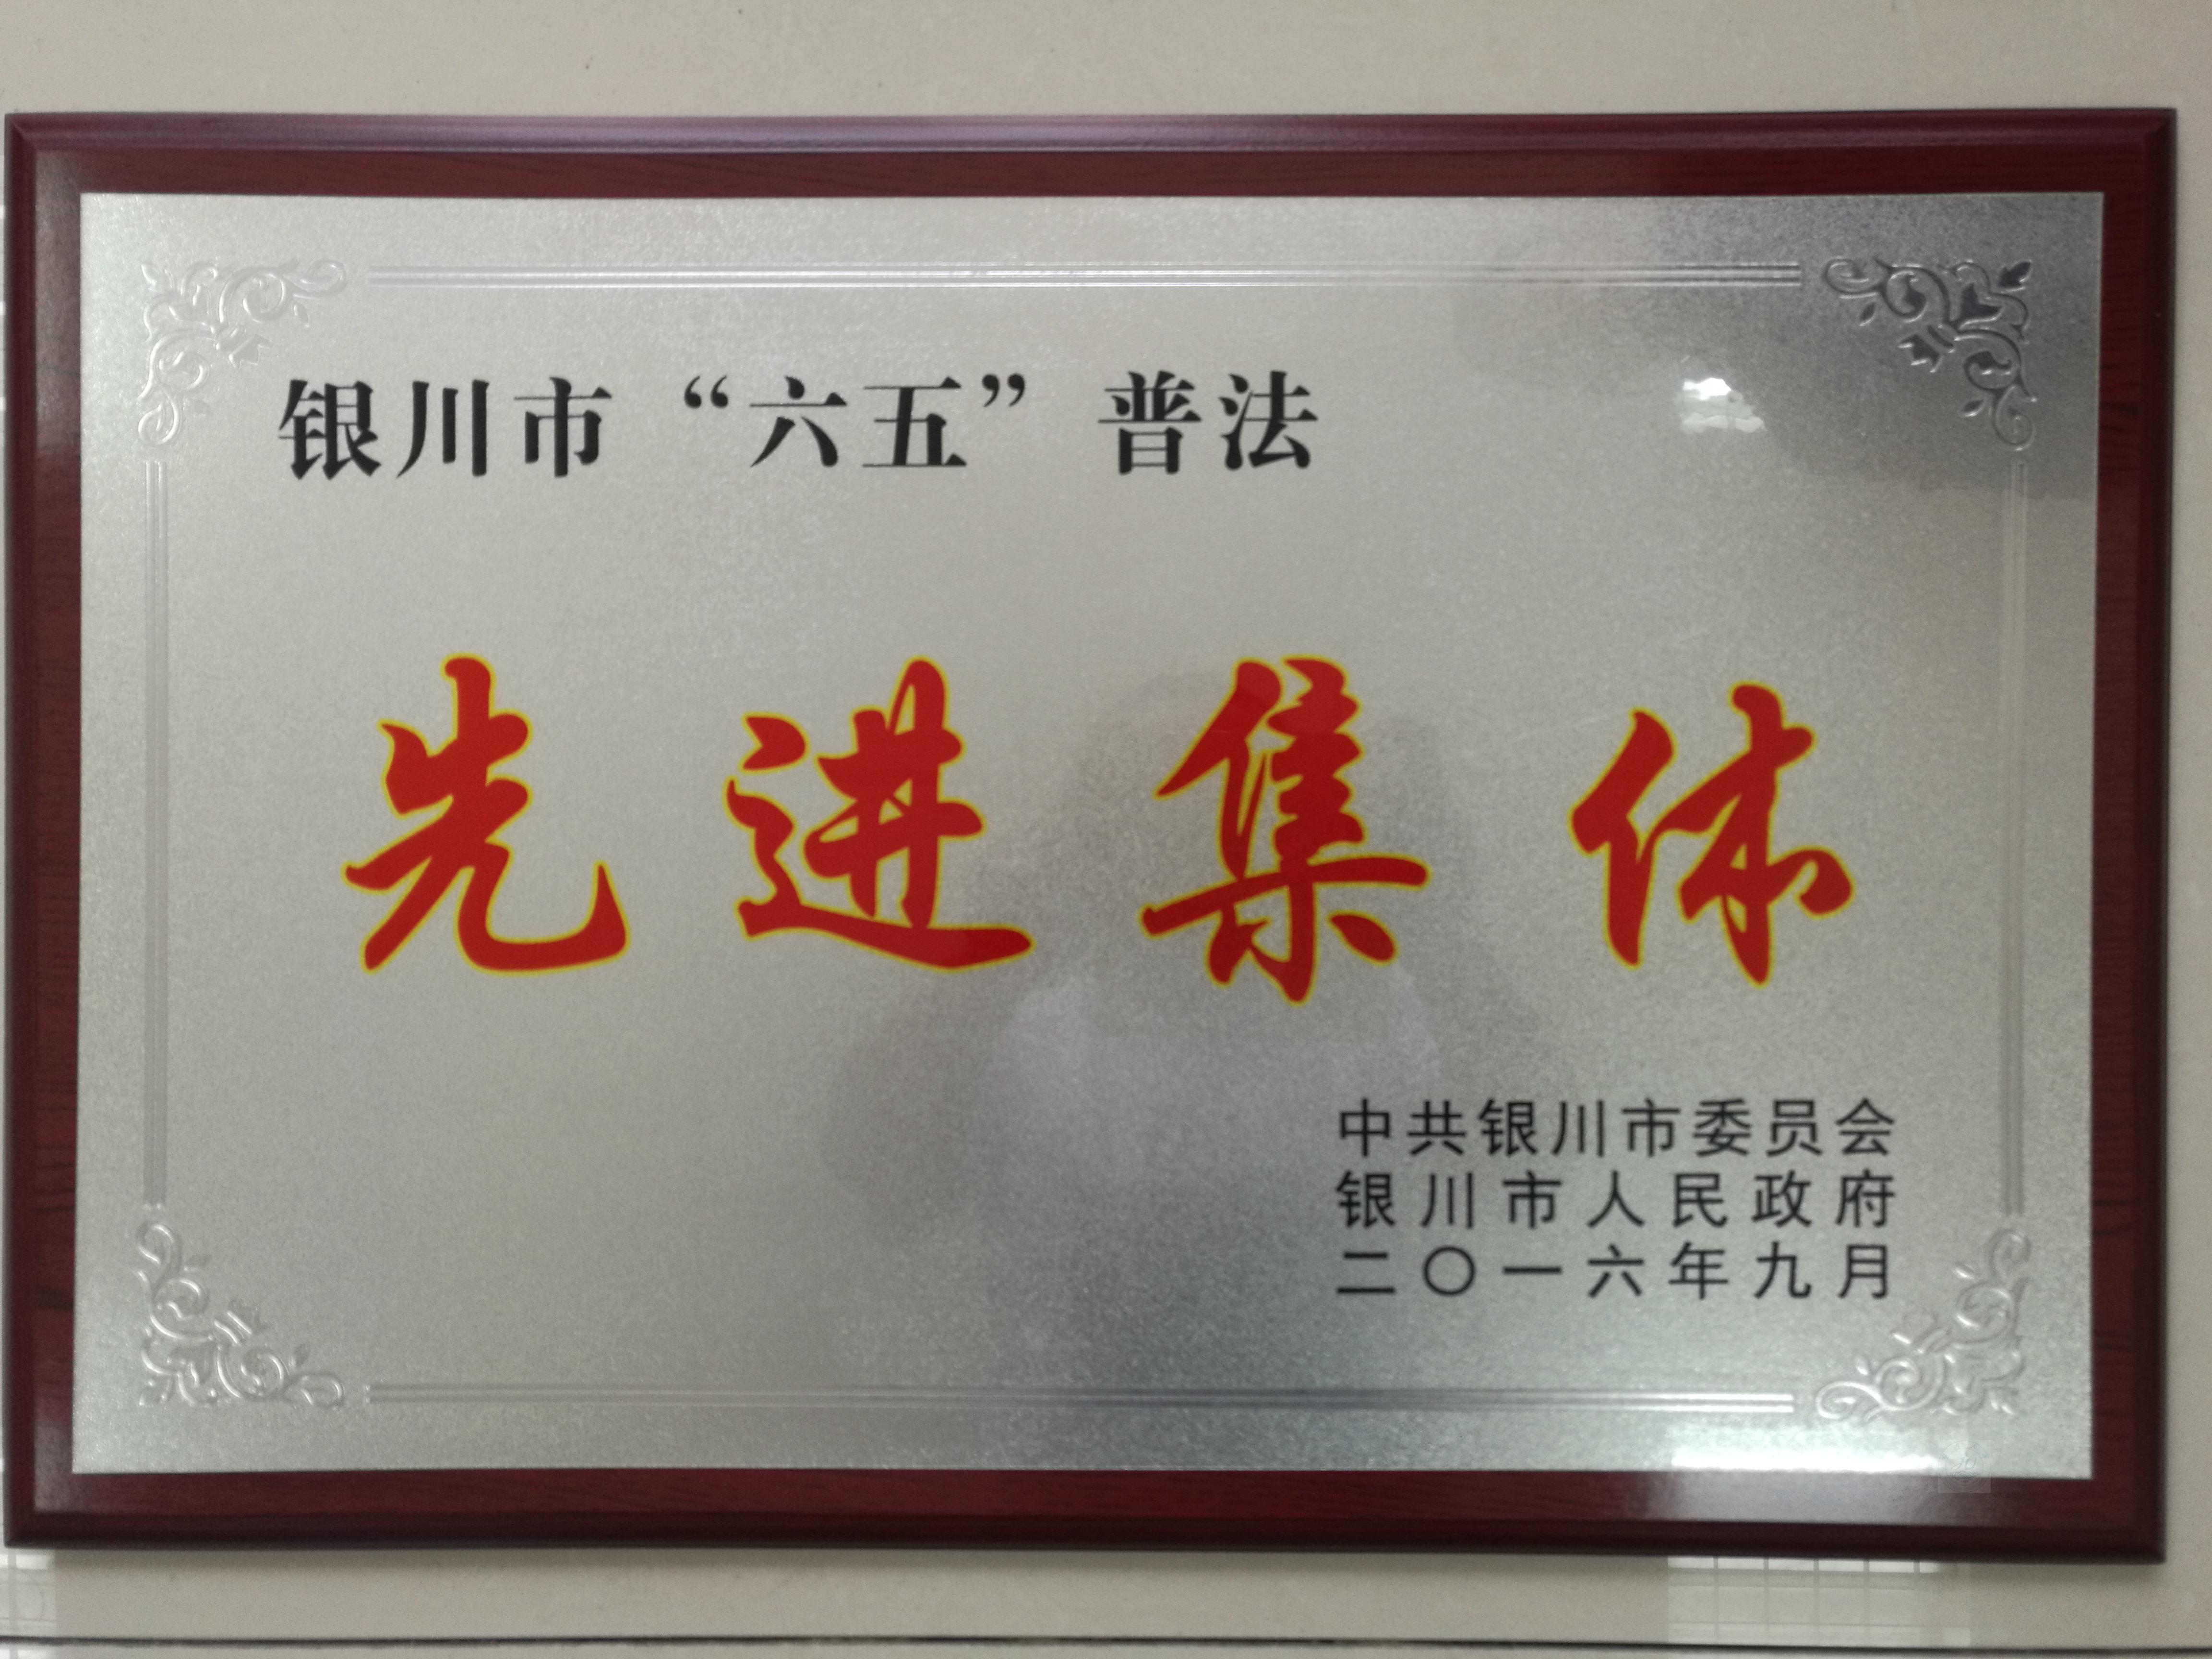 银川市“六五”普法
先进集体
中共银川市委员会
银川市人民政府
二〇一六年九月